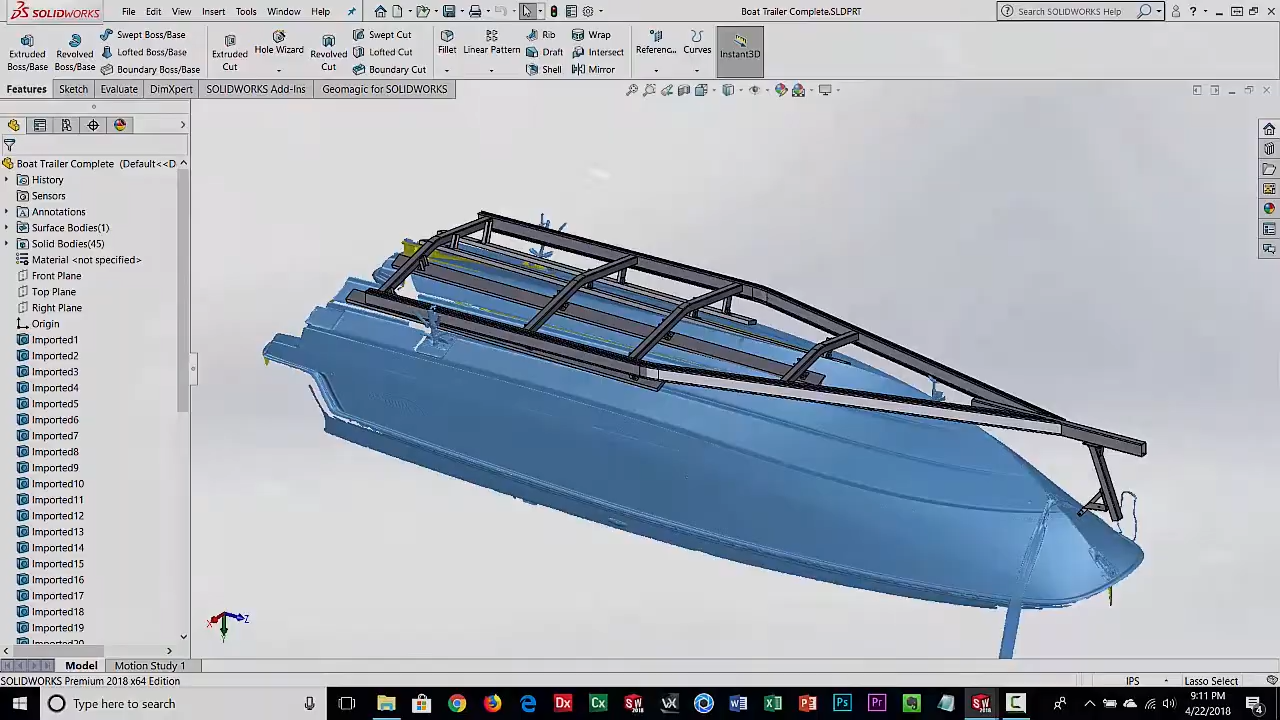 SOLIDWORKS File Edit View Insert Tools Window Help Boat Trailer Complete.SLDPRT Search SOLIDWORKS Help
Extruded Boss/Base
Revolved Boss/Base
Swept Boss/Base
Lofted Boss/Base
Boundary Boss/Base
Extruded Cut
Hole Wizard
Revolved Cut
Swept Cut
Lofted Cut
Boundary Cut
Fillet
Linear Pattern
Rib
Draft
Shell
Wrap
Intersect
Mirror
Referenc...
Curves
Instant3D
Features Sketch Evaluate DimXpert SOLIDWORKS Add-Ins Geomagic for SOLIDWORKS
Boat Trailer Complete (Default<<D
History
Sensors
Annotations
Surface Bodies(1)
Solid Bodies(45)
Material <not specified>
Front Plane
Top Plane
Right Plane
Origin
Imported1
Imported2
Imported3
Imported4
Imported5
Imported6
Imported7
Imported8
Imported9
Imported10
Imported11
Imported12
Imported13
Imported14
Imported15
Imported16
Imported17
Imported18
Imported19
Imported20
X Y Z
Model Motion Study 1
SOLIDWORKS Premium 2018 x64 Edition IPS Lasso Select
Type here to search
9:11 PM
4/22/2018